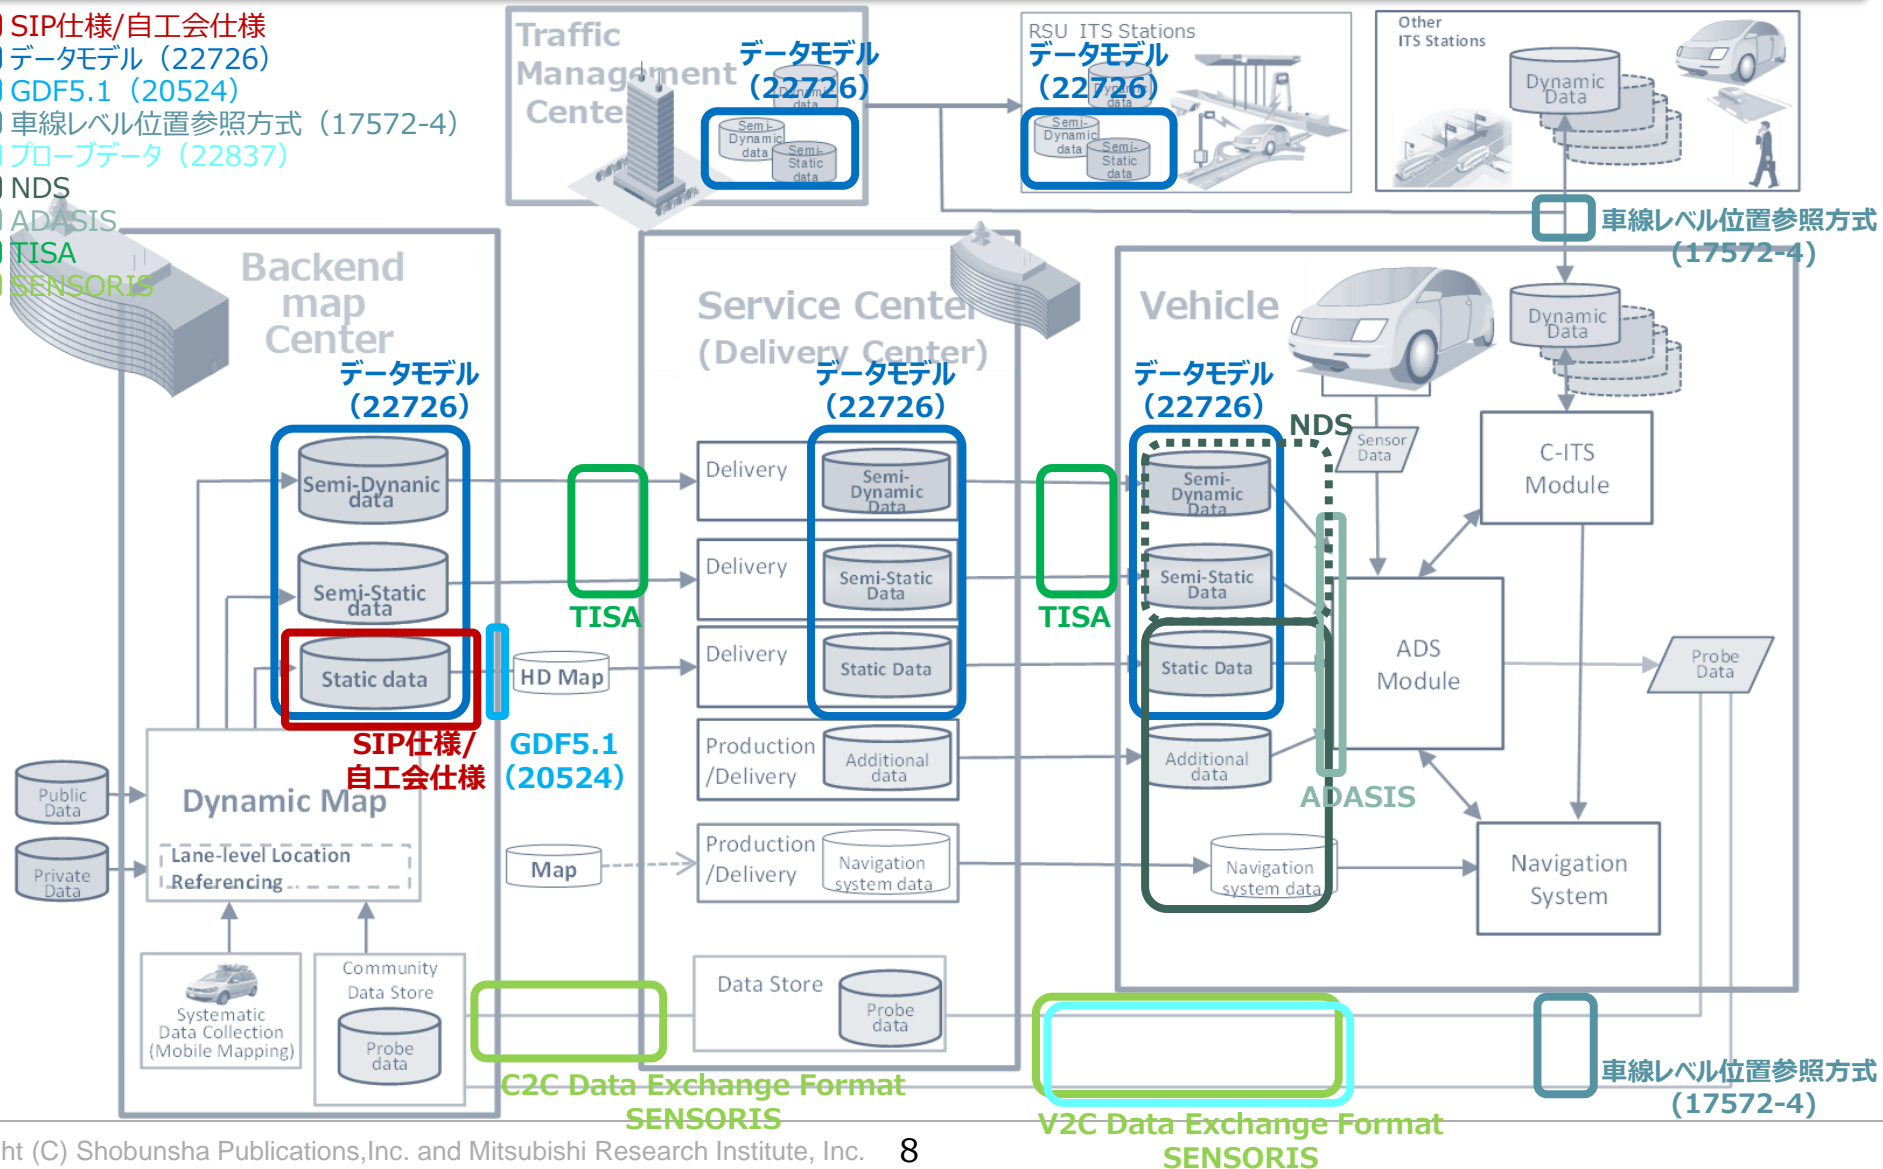 SIP仕様/自工会仕様
データモデル（22726）
GDF5.1（20524）
車線レベル位置参照方式（17572-4）
プローブデータ（22837）
NDS
ADASIS
TISA
SENSORIS
Traffic
Management
Center
データモデル
（22726）
Dynamic
data
Semi-
Dynamic
data
Semi-
Static
data
RSU ITS Stations
データモデル
（22726）
Dynamic
data
Semi-
Dynamic
data
Semi-
Static
data
Other
ITS Stations
Dynamic
Data
車線レベル位置参照方式
(17572-4)
Backend
map
Center
データモデル
（22726）
Semi-Dynanic
data
Semi-Static
data
Static data
SIP仕様/
自工会仕様
GDF5.1
（20524）
HD Map
TISA
Public
Data
Private
Data
Dynamic Map
Lane-level Location
Referencing
Map
Systematic
Data Collection
(Mobile Mapping)
Community
Data Store
Probe
data
Service Center
(Delivery Center)
データモデル
（22726）
Delivery
Semi-
Dynamic
Data
Delivery
Semi-Static
Data
Delivery
Static Data
Production
/Delivery
Additional
data
Production
/Delivery
Navigation
system data
Data Store
Probe
data
TISA
Vehicle
データモデル
（22726）
NDS
Semi-
Dynamic
Data
Semi-Static
Data
Static Data
Additional
data
Navigation
system data
ADASIS
Sensor
Data
Dynamic
Data
C-ITS
Module
ADS
Module
Navigation
System
Probe
Data
C2C Data Exchange Format
SENSORIS
V2C Data Exchange Format
SENSORIS
車線レベル位置参照方式
(17572-4)
ht (C) Shobunsha Publications,Inc. and Mitsubishi Research Institute, Inc.
8